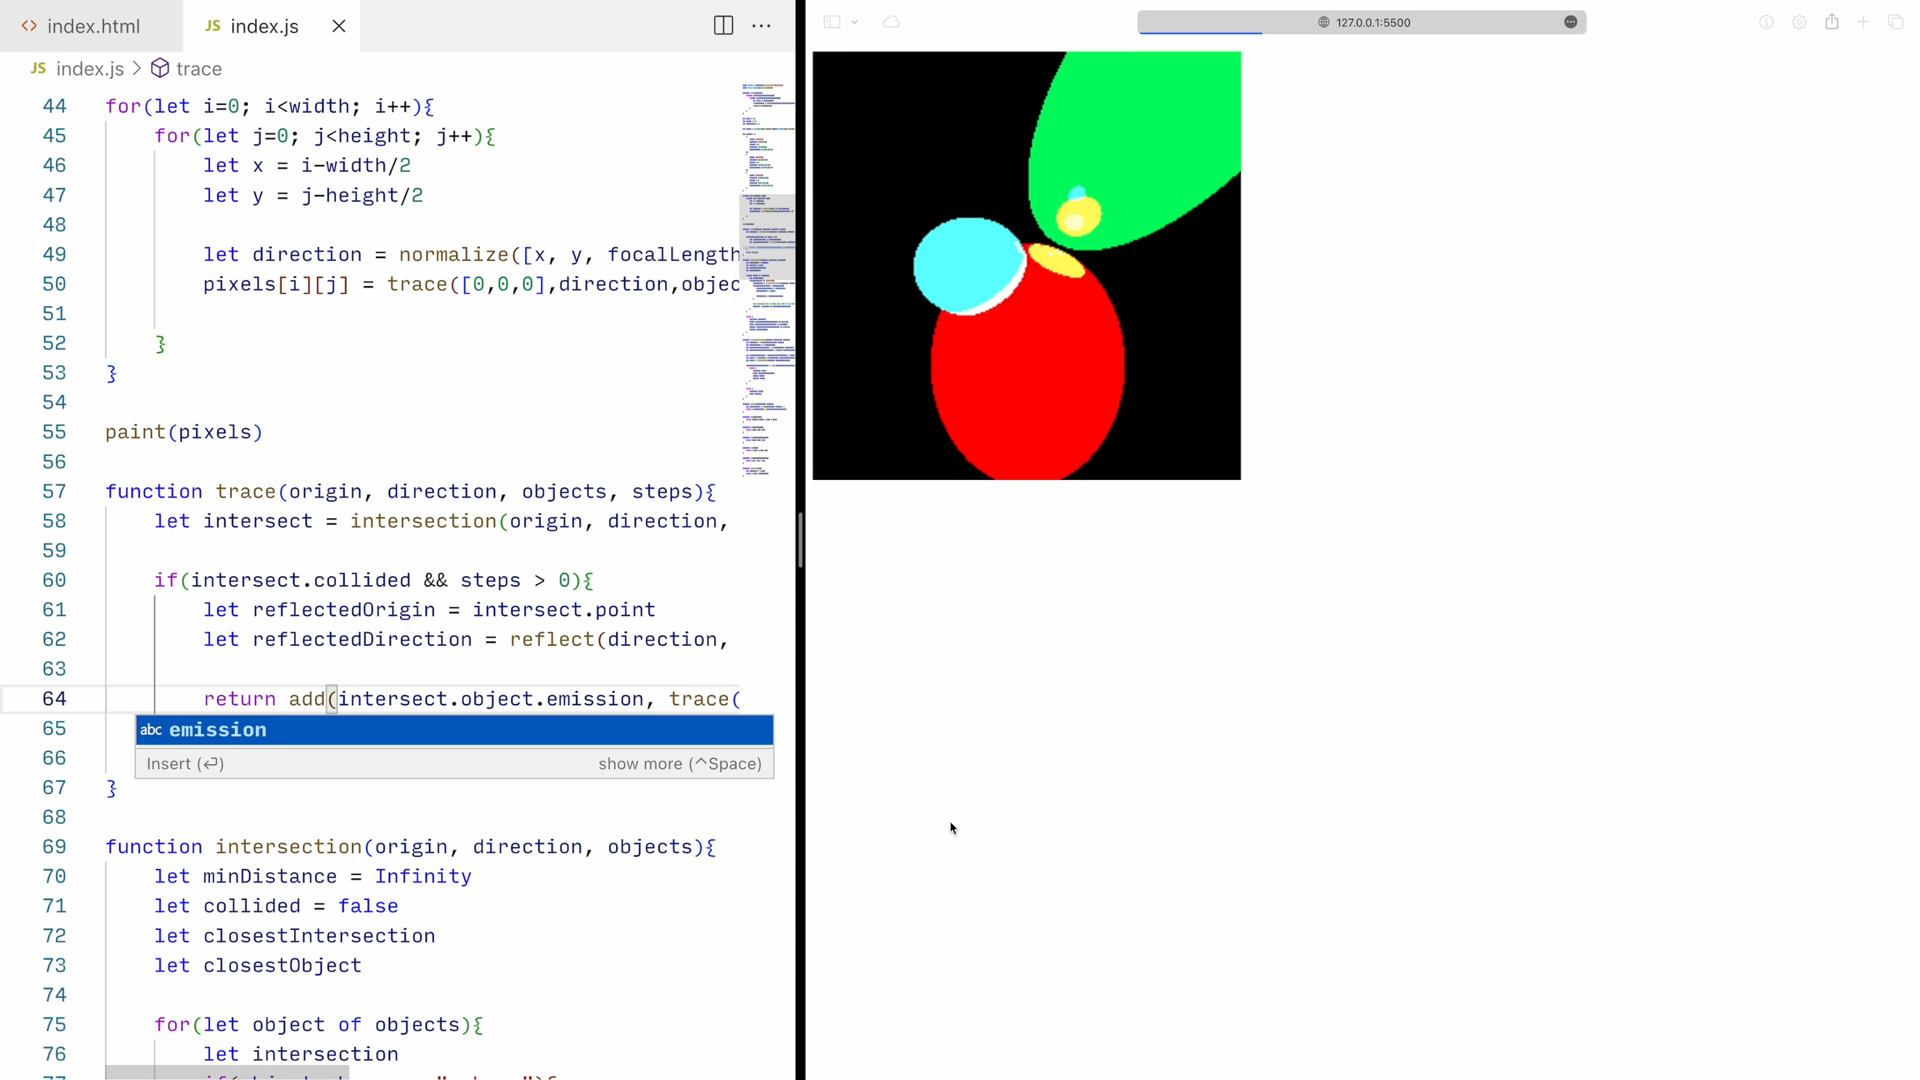 index.html
JS index.js
127.0.0.1:5500
JS index.js > trace
44 for(let i=0; i<width; i++){
45 for(let j=0; j<height; j++){
46 let x = i-width/2
47 let y = j-height/2
48
49 let direction = normalize([x, y, focalLength
50 pixels[i][j] = trace([0,0,0],direction,objec
51
52 }
53 }
54
55 paint(pixels)
56
57 function trace(origin, direction, objects, steps){
58 let intersect = intersection(origin, direction,
59
60 if(intersect.collided && steps > 0){
61 let reflectedOrigin = intersect.point
62 let reflectedDirection = reflect(direction,
63
64 return add(intersect.object.emission, trace(
65 abc emission
66 Insert (⏎) show more (^Space)
67 }
68
69 function intersection(origin, direction, objects){
70 let minDistance = Infinity
71 let collided = false
72 let closestIntersection
73 let closestObject
74
75 for(let object of objects){
76 let intersection